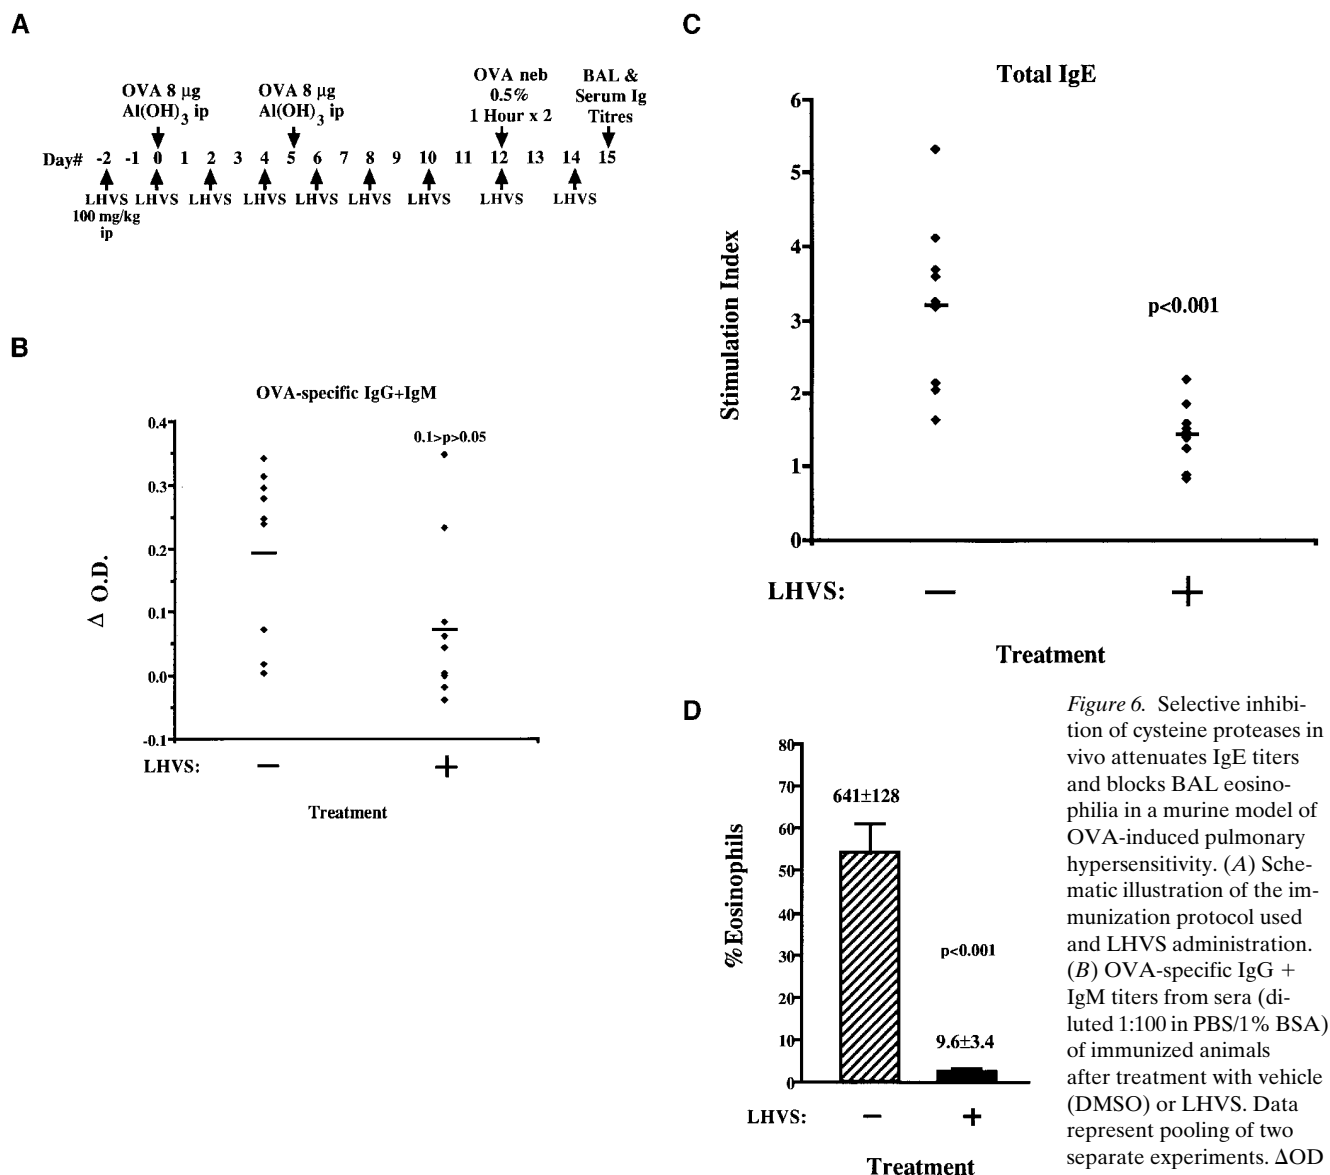 A
OVA 8 µg
Al(OH)3 ip
OVA 8 µg
Al(OH)3 ip
OVA neb
0.5%
1 Hour x 2
BAL &
Serum Ig
Titres
Day# -2 -1 0 1 2 3 4 5 6 7 8 9 10 11 12 13 14 15
LHVS LHVS LHVS LHVS LHVS LHVS LHVS LHVS LHVS
100 mg/kg
ip
B
OVA-specific IgG+IgM
0.1>p>0.05
0.4
0.3
0.2
0.1
0.0
-0.1
Δ O.D.
LHVS: — +
Treatment
C
Total IgE
6
5
4
3
2
1
0
Stimulation Index
p<0.001
LHVS: — +
Treatment
D
80
70
60
50
40
30
20
10
0
%Eosinophils
641±128
p<0.001
9.6±3.4
LHVS: — +
Treatment
Figure 6. Selective inhibi-
tion of cysteine proteases in
vivo attenuates IgE titers
and blocks BAL eosino-
philia in a murine model of
OVA-induced pulmonary
hypersensitivity. (A) Sche-
matic illustration of the im-
munization protocol used
and LHVS administration.
(B) OVA-specific IgG +
IgM titers from sera (di-
luted 1:100 in PBS/1% BSA)
of immunized animals
after treatment with vehicle
(DMSO) or LHVS. Data
represent pooling of two
separate experiments. ΔOD